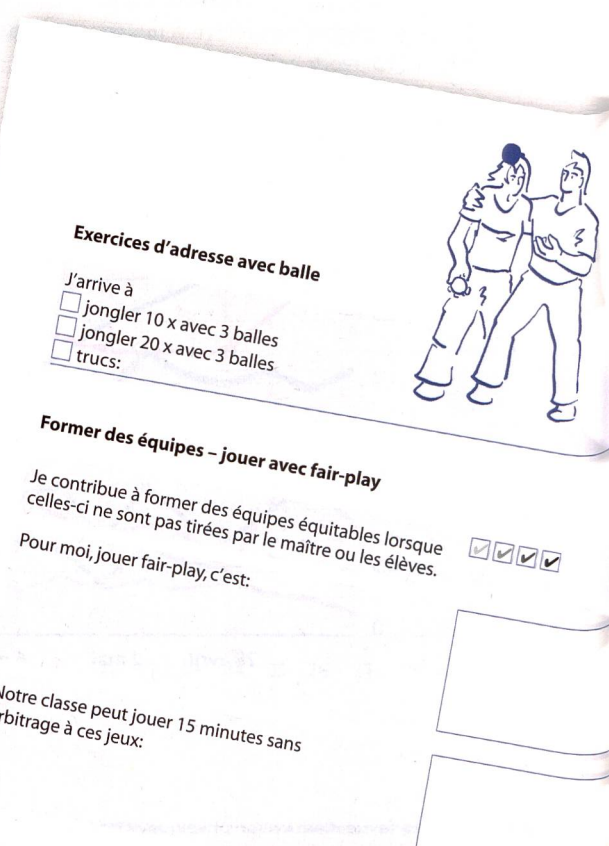 Exercices d'adresse avec balle
J'arrive à
jongler 10 x avec 3 balles
jongler 20 x avec 3 balles
trucs:
Former des équipes – jouer avec fair-play
Je contribue à former des équipes équitables lorsque
celles-ci ne sont pas tirées par le maître ou les élèves.
Pour moi, jouer fair-play, c'est:
Notre classe peut jouer 15 minutes sans
rbitrage à ces jeux: